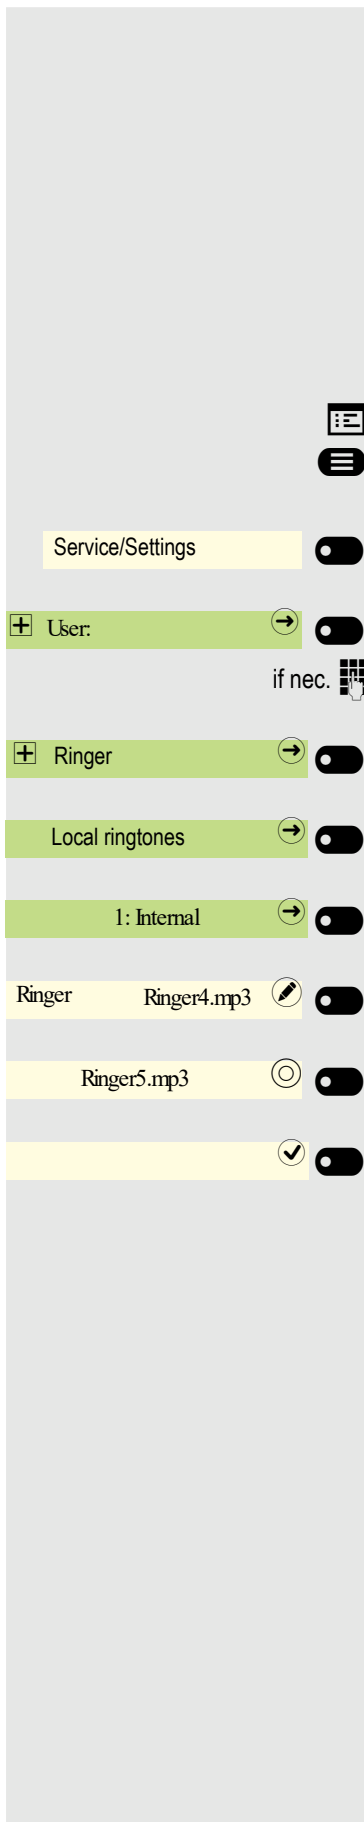 Service/Settings
User:
if nec.
Ringer
Local ringtones
1: Internal
Ringer Ringer4.mp3
Ringer5.mp3